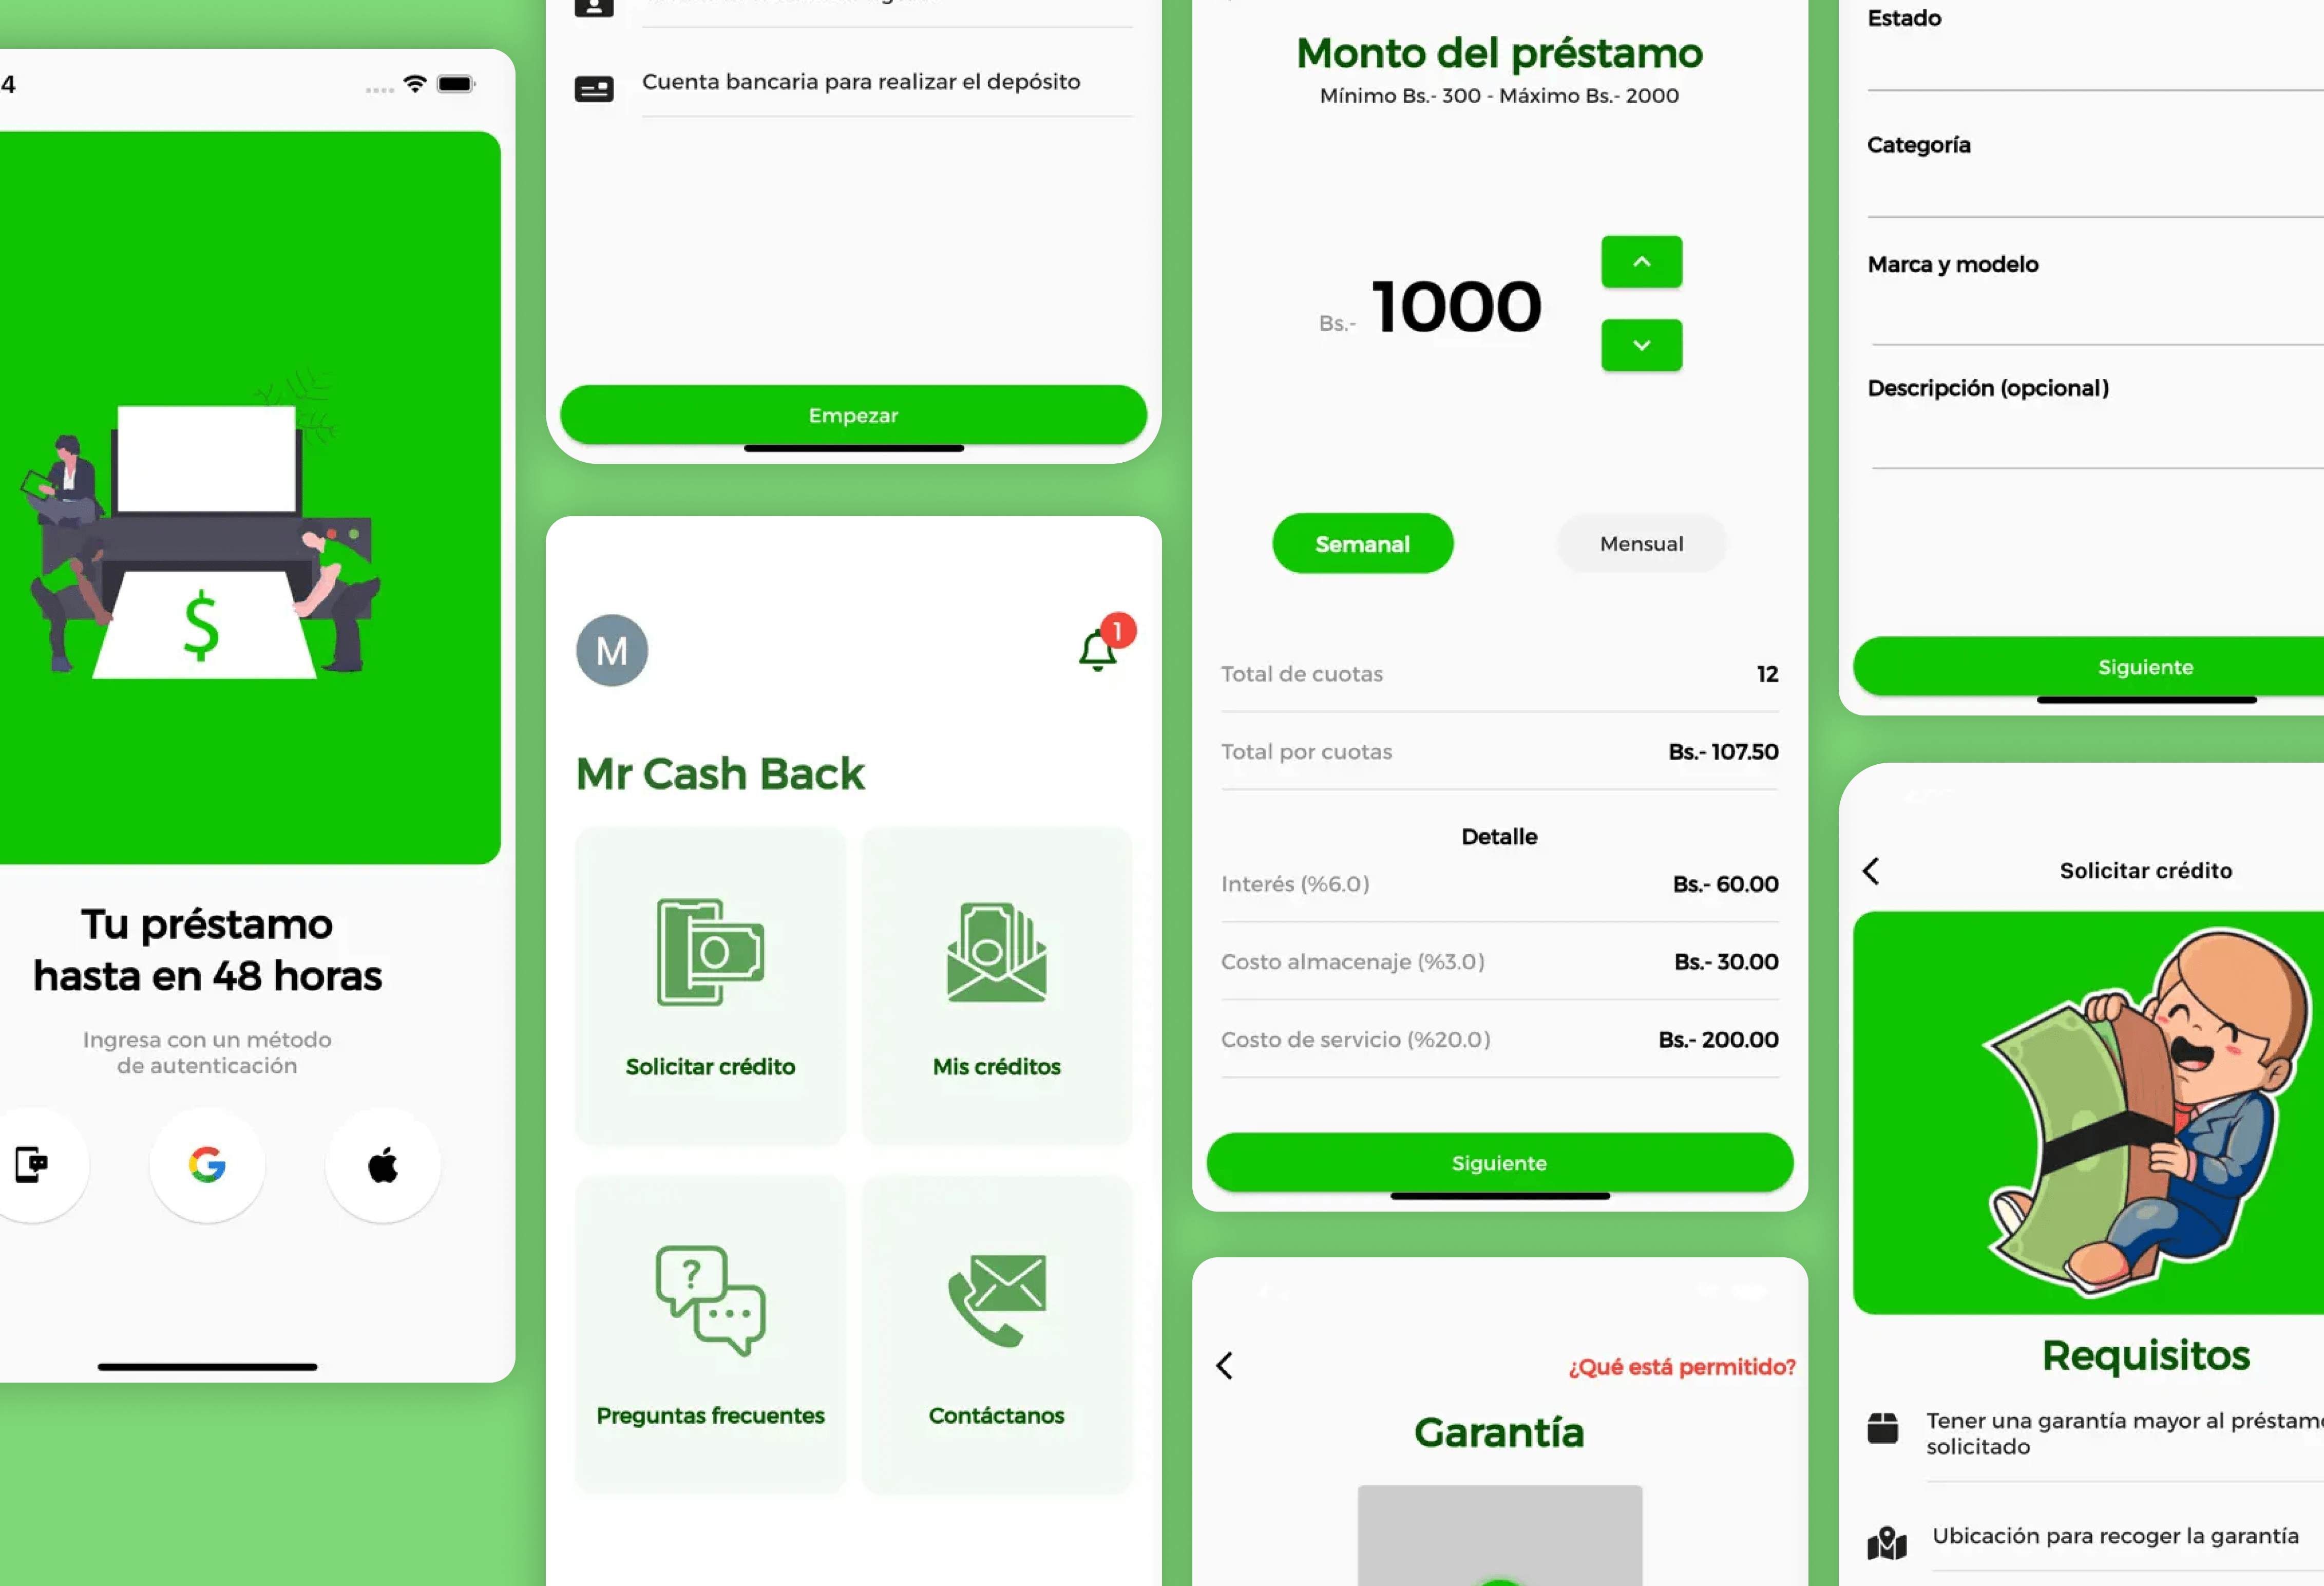 4
$
Tu préstamo
hasta en 48 horas
Ingresa con un método
de autenticación
Cuenta bancaria para realizar el depósito
Empezar
M
1
Mr Cash Back
Solicitar crédito
Mis créditos
?
Preguntas frecuentes
Contáctanos
Monto del préstamo
Mínimo Bs.- 300 - Máximo Bs.- 2000
Bs.- 1000
Semanal
Mensual
Total de cuotas 12
Total por cuotas Bs.- 107.50
Detalle
Interés (%6.0) Bs.- 60.00
Costo almacenaje (%3.0) Bs.- 30.00
Costo de servicio (%20.0) Bs.- 200.00
Siguiente
¿Qué está permitido?
Garantía
Estado
Categoría
Marca y modelo
Descripción (opcional)
Siguiente
Solicitar crédito
Requisitos
Tener una garantía mayor al préstamo
solicitado
Ubicación para recoger la garantía